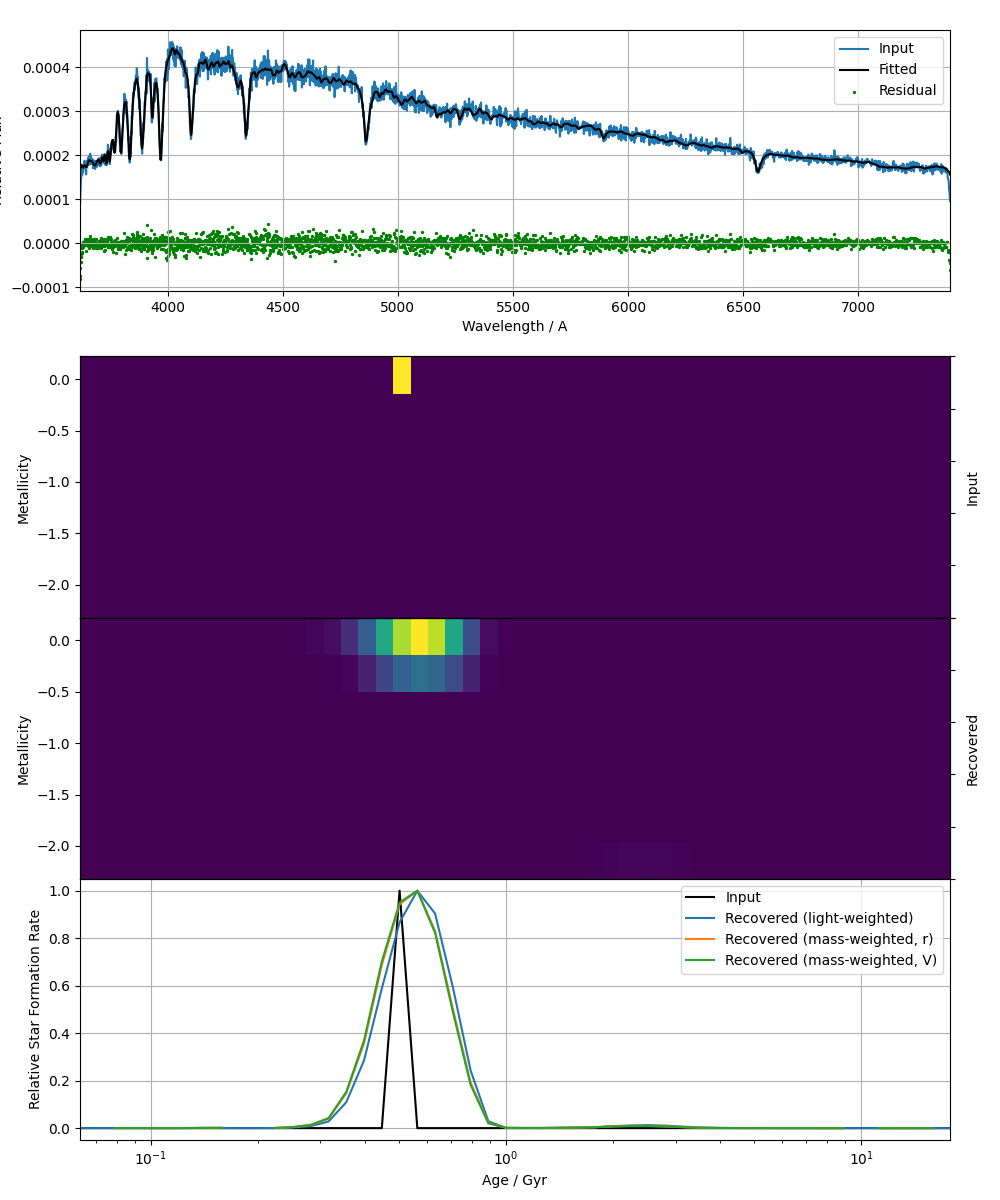 Input
Fitted
Residual
0.0004
0.0003
0.0002
0.0001
0.0000
−0.0001
4000 4500 5000 5500 6000 6500 7000
Wavelength / A
Metallicity
0.0
−0.5
−1.0
−1.5
−2.0
Input
Metallicity
0.0
−0.5
−1.0
−1.5
−2.0
Recovered
Relative Star Formation Rate
1.0
0.8
0.6
0.4
0.2
0.0
Input
Recovered (light-weighted)
Recovered (mass-weighted, r)
Recovered (mass-weighted, V)
10⁻¹ 10⁰ 10¹
Age / Gyr